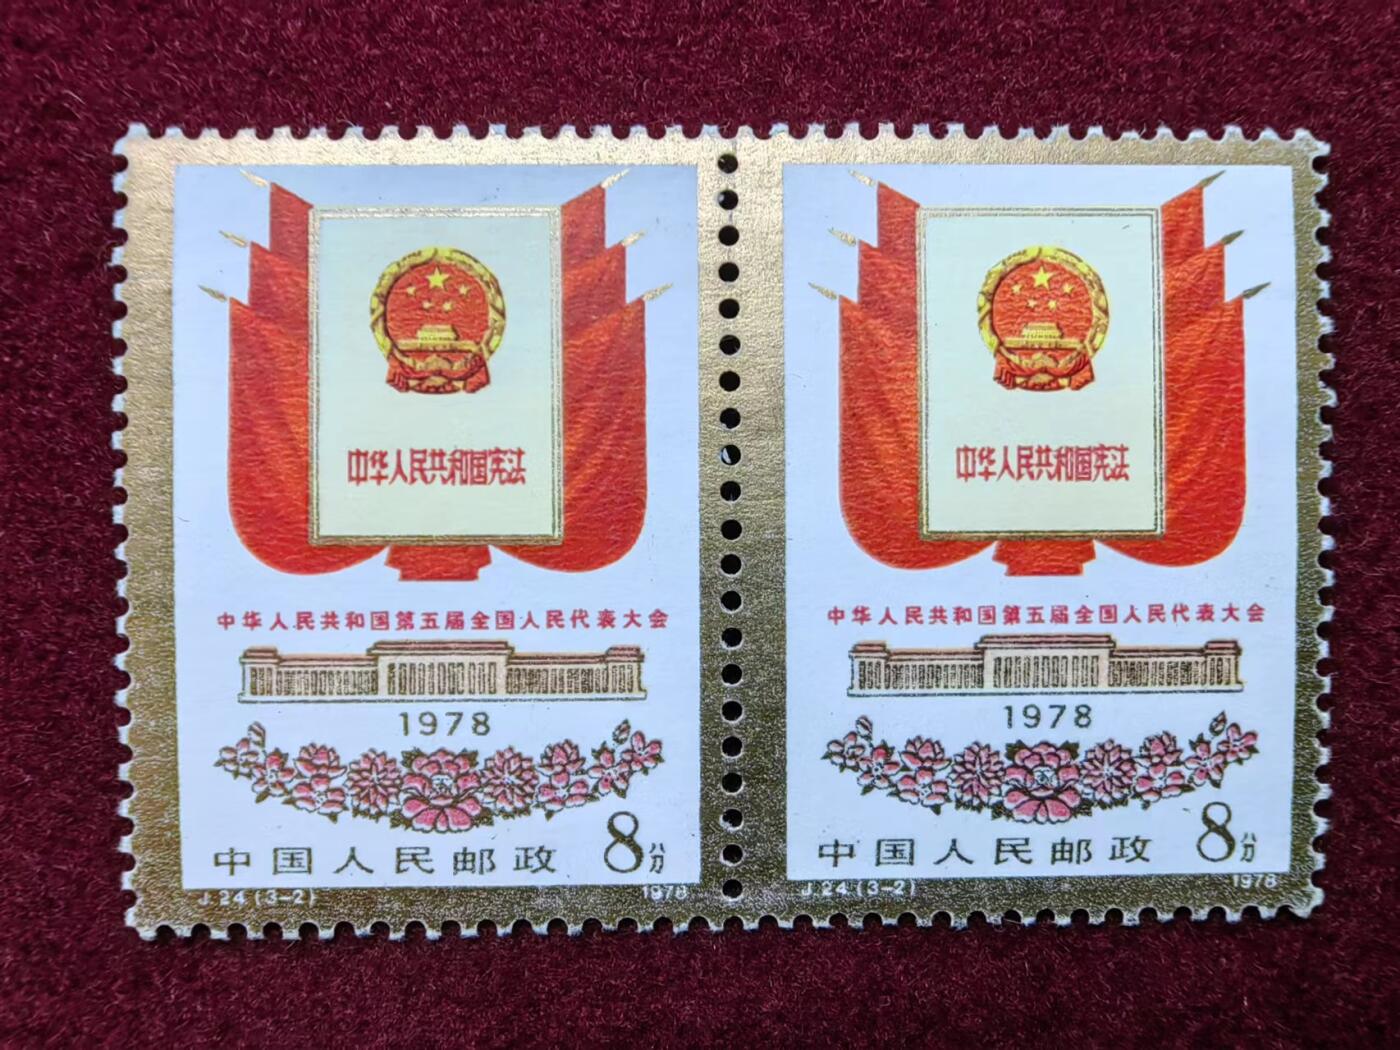 中华人民共和国宪法
中华人民共和国第五届全国人民代表大会
1978
中国人民邮政 8八分
J.24.(3-2) 1978
中华人民共和国宪法
中华人民共和国第五届全国人民代表大会
1978
中国人民邮政 8八分
J.24.(3-2) 1978